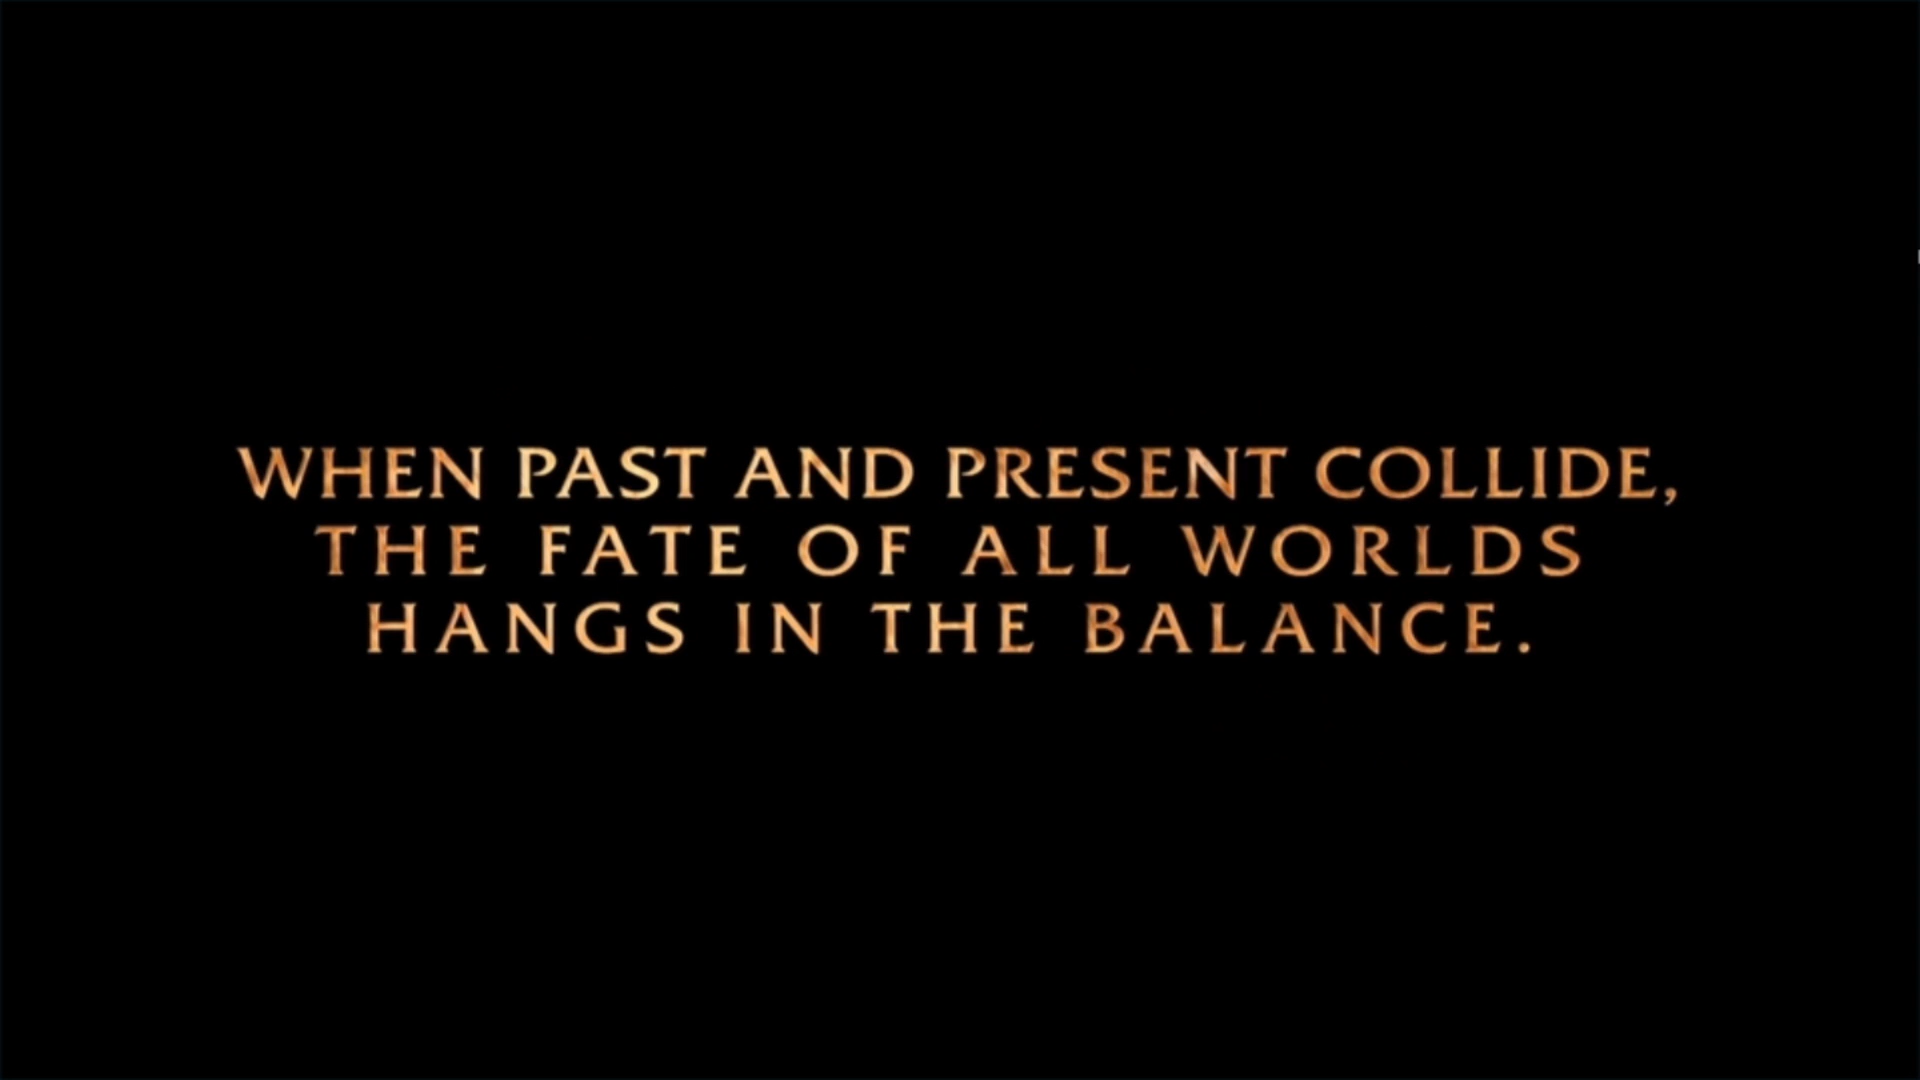 WHEN PAST AND PRESENT COLLIDE,
THE FATE OF ALL WORLDS
HANGS IN THE BALANCE.